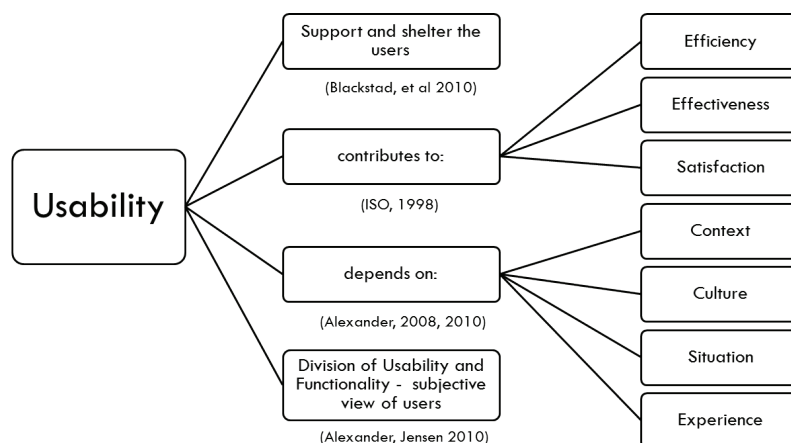 Usability
Support and shelter the
users
(Blackstad, et al 2010)
contributes to:
(ISO, 1998)
depends on:
(Alexander, 2008, 2010)
Division of Usability and
Functionality - subjective
view of users
(Alexander, Jensen 2010)
Efficiency
Effectiveness
Satisfaction
Context
Culture
Situation
Experience